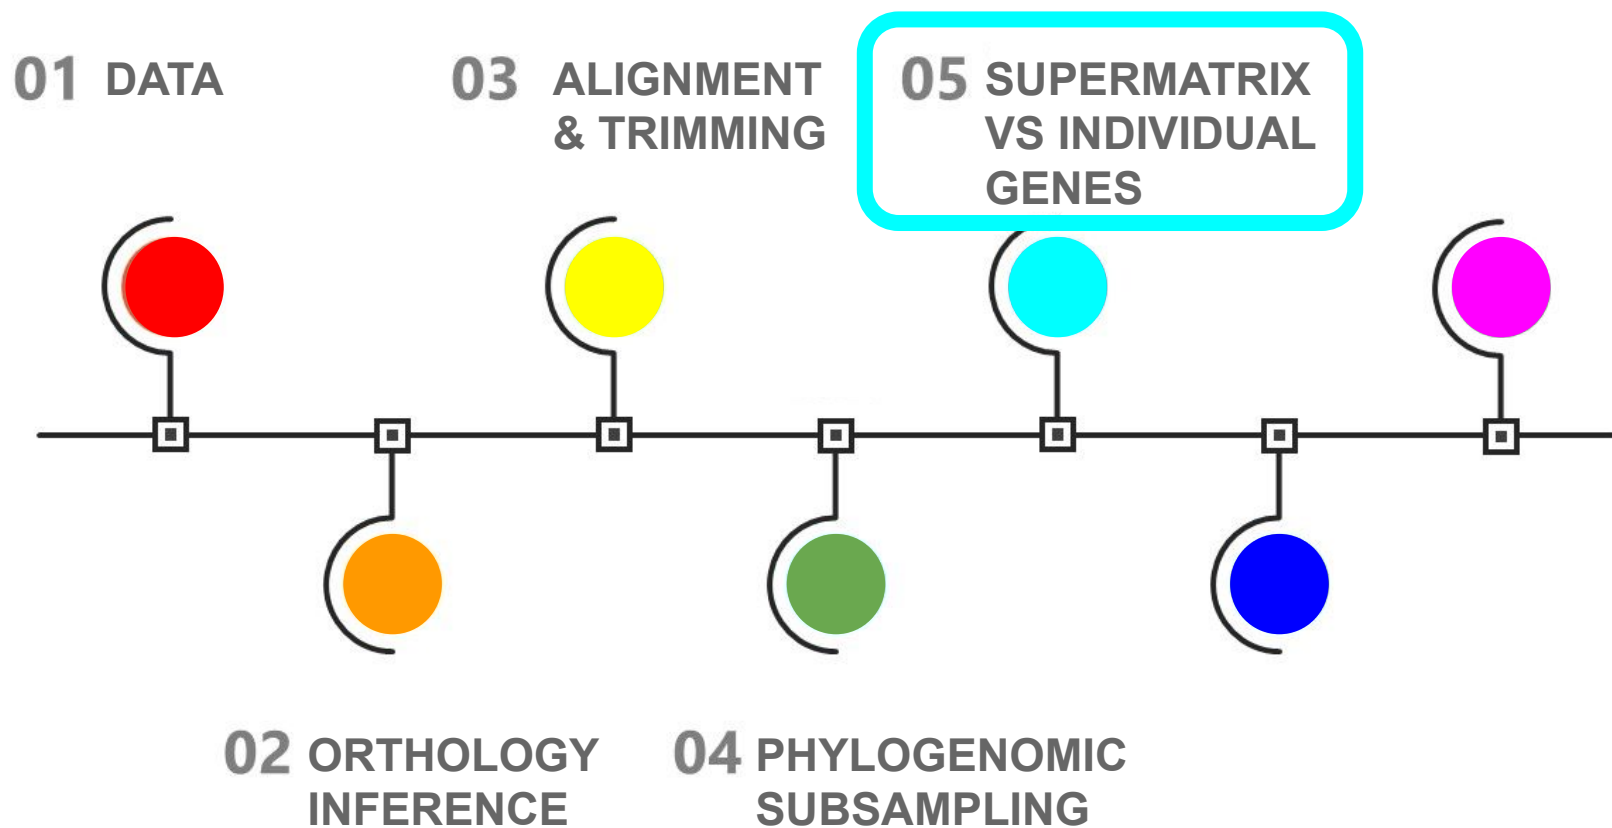 01 DATA
03 ALIGNMENT
& TRIMMING
05 SUPERMATRIX
VS INDIVIDUAL
GENES
02 ORTHOLOGY
INFERENCE
04 PHYLOGENOMIC
SUBSAMPLING